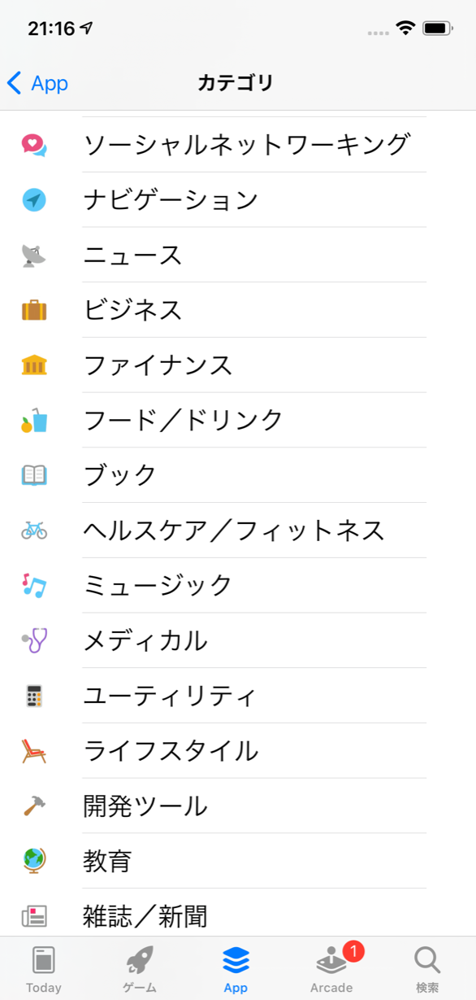 21:16
App
カテゴリ
ソーシャルネットワーキング
ナビゲーション
ニュース
ビジネス
ファイナンス
フード／ドリンク
ブック
ヘルスケア／フィットネス
ミュージック
メディカル
ユーティリティ
ライフスタイル
開発ツール
教育
雑誌／新聞
1
Today ゲーム App Arcade 検索